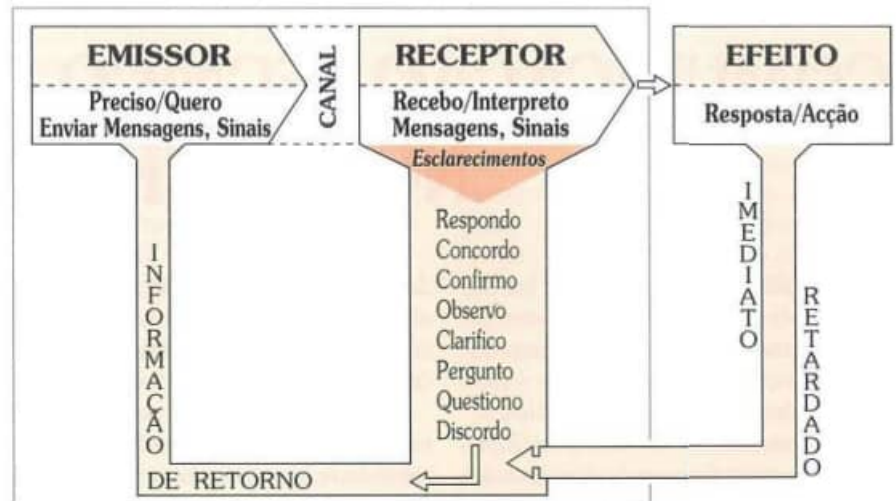 EMISSOR
Preciso/Quero
Enviar Mensagens, Sinais
CANAL
RECEPTOR
Recebo/Interpreto
Mensagens, Sinais
Esclarecimentos
Respondo
Concordo
Confirmo
Observo
Clarifico
Pergunto
Questiono
Discordo
EFEITO
Resposta/Acção
IMEDIATO
RETARDADO
INFORMAÇÃO
DE RETORNO